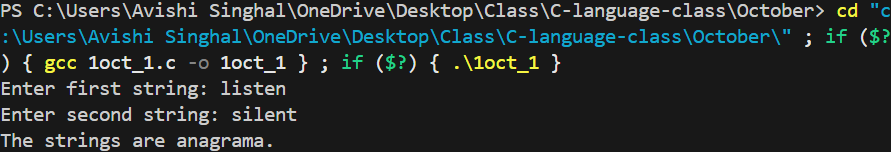 PS C:\Users\Avishi Singhal\OneDrive\Desktop\Class\C-language-class\October> cd "c
:\Users\Avishi Singhal\OneDrive\Desktop\Class\C-language-class\October\" ; if ($?
) { gcc 1oct_1.c -o 1oct_1 } ; if ($?) { .\1oct_1 }
Enter first string: listen
Enter second string: silent
The strings are anagrama.